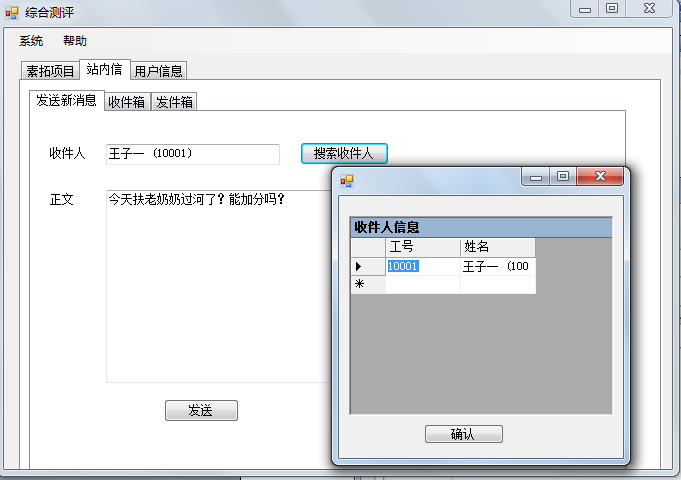 综合测评
系统 帮助
素拓项目 站内信 用户信息
发送新消息 收件箱 发件箱
收件人 王子一（10001） 搜索收件人
正文 今天扶老奶奶过河了？能加分吗？
发送
收件人信息
工号 姓名
10001 王子一（100
确认